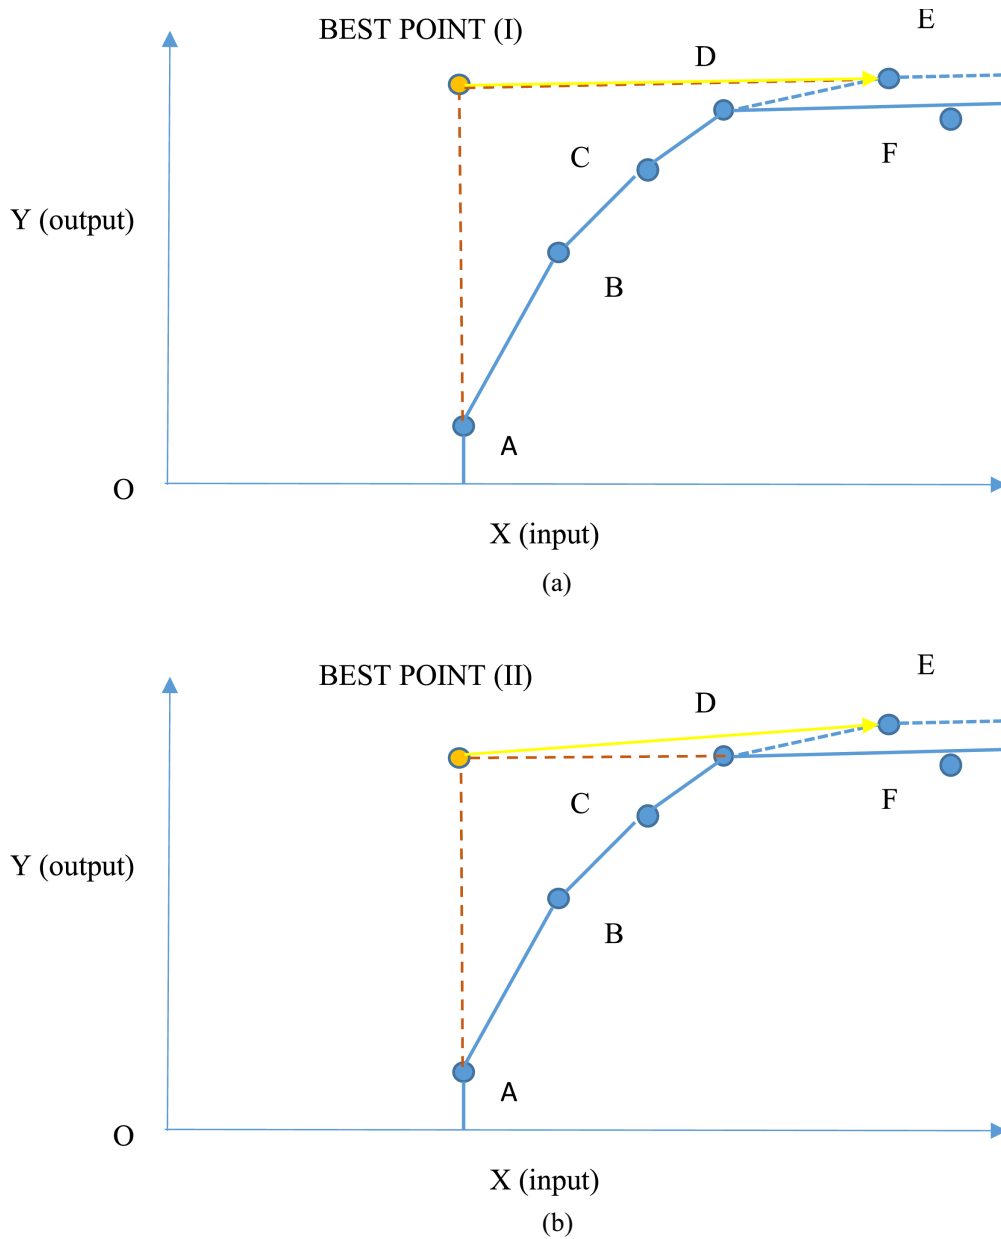 BEST POINT (I)
E
D
C
F
Y (output)
B
A
O
X (input)
(a)
BEST POINT (II)
E
D
C
F
Y (output)
B
A
O
X (input)
(b)